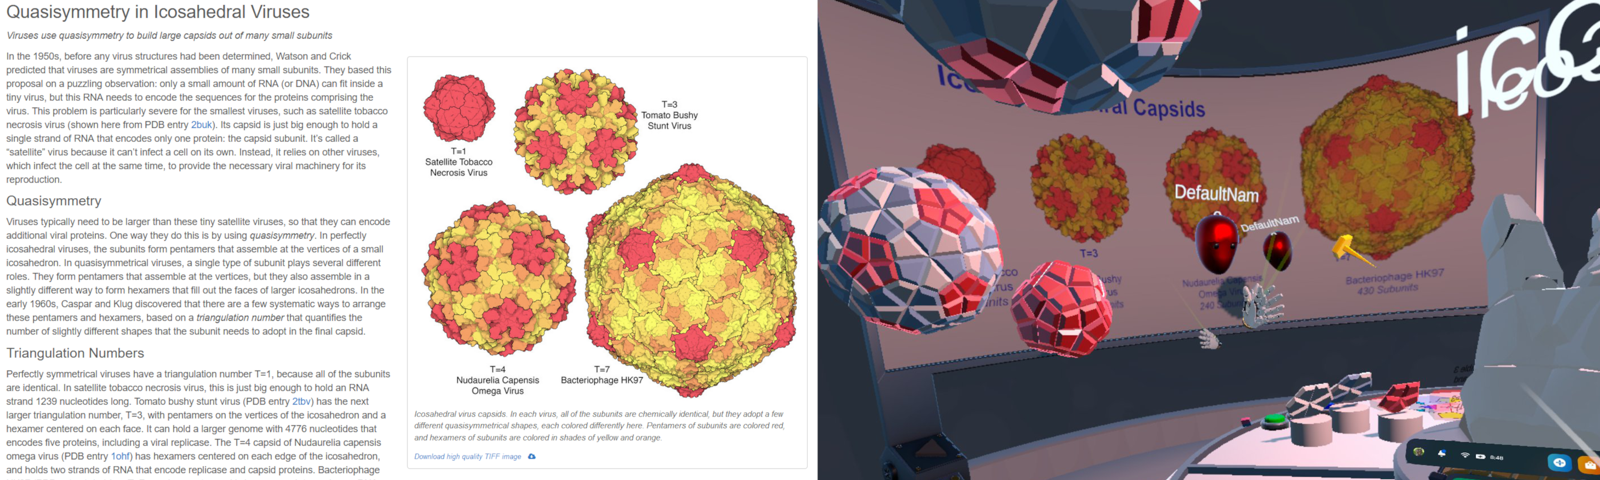 Quasisymmetry in Icosahedral Viruses
Viruses use quasisymmetry to build large capsids out of many small subunits
In the 1950s, before any virus structures had been determined, Watson and Crick
predicted that viruses are symmetrical assemblies of many small subunits. They based this
proposal on a puzzling observation: only a small amount of RNA (or DNA) can fit inside a
tiny virus, but this RNA needs to encode the sequences for the proteins comprising the
virus. This problem is particularly severe for the smallest viruses, such as satellite tobacco
necrosis virus (shown here from PDB entry 2buk). Its capsid is just big enough to hold a
single strand of RNA that encodes only one protein: the capsid subunit. It's called a
"satellite" virus because it can't infect a cell on its own. Instead, it relies on other viruses,
which infect the cell at the same time, to provide the necessary viral machinery for its
reproduction.
Quasisymmetry
Viruses typically need to be larger than these tiny satellite viruses, so that they can encode
additional viral proteins. One way they do this is by using quasisymmetry. In perfectly
icosahedral viruses, the subunits form pentamers that assemble at the vertices of a small
icosahedron. In quasisymmetrical viruses, a single type of subunit plays several different
roles. They form pentamers that assemble at the vertices, but they also assemble in a
slightly different way to form hexamers that fill out the faces of larger icosahedrons. In the
early 1960s, Caspar and Klug discovered that there are a few systematic ways to arrange
these pentamers and hexamers, based on a triangulation number that quantifies the
number of slightly different shapes that the subunit needs to adopt in the final capsid.
Triangulation Numbers
Perfectly symmetrical viruses have a triangulation number T=1, because all of the subunits
are identical. In satellite tobacco necrosis virus, this is just big enough to hold an RNA
strand 1239 nucleotides long. Tomato bushy stunt virus (PDB entry 2tbv) has the next
larger triangulation number, T=3, with pentamers on the vertices of the icosahedron and a
hexamer centered on each face. It can hold a larger genome with 4776 nucleotides that
encodes five proteins, including a viral replicase. The T=4 capsid of Nudaurelia capensis
omega virus (PDB entry 1ohf) has hexamers centered on each edge of the icosahedron,
and holds two strands of RNA that encode replicase and capsid proteins. Bacteriophage
T=1
Satellite Tobacco
Necrosis Virus
T=3
Tomato Bushy
Stunt Virus
T=4
Nudaurelia Capensis
Omega Virus
T=7
Bacteriophage HK97
Icosahedral virus capsids. In each virus, all of the subunits are chemically identical, but they adopt a few
different quasisymmetrical shapes, each colored differently here. Pentamers of subunits are colored red,
and hexamers of subunits are colored in shades of yellow and orange.
Download high quality TIFF image
Capsids
DefaultNam
DefaultNam
T=3
Bushy
Nudaurelia Capensis
Omega
240
Bacteriophage HK97
430 Subunits
5:48